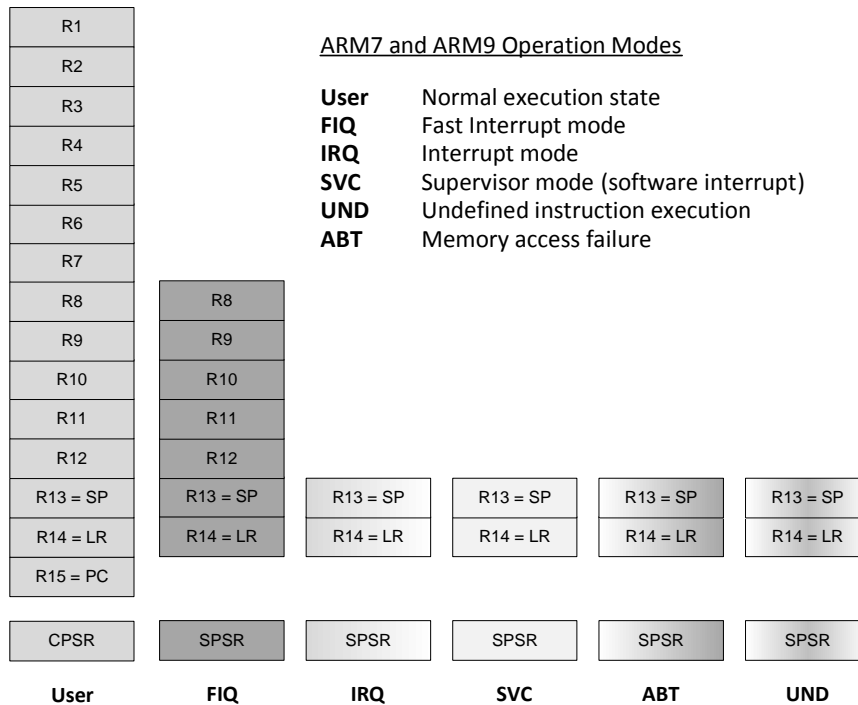 ARM7 and ARM9 Operation Modes
User Normal execution state
FIQ Fast Interrupt mode
IRQ Interrupt mode
SVC Supervisor mode (software interrupt)
UND Undefined instruction execution
ABT Memory access failure
R1
R2
R3
R4
R5
R6
R7
R8 R8
R9 R9
R10 R10
R11 R11
R12 R12
R13 = SP R13 = SP R13 = SP R13 = SP R13 = SP R13 = SP
R14 = LR R14 = LR R14 = LR R14 = LR R14 = LR R14 = LR
R15 = PC
CPSR SPSR SPSR SPSR SPSR SPSR
User FIQ IRQ SVC ABT UND